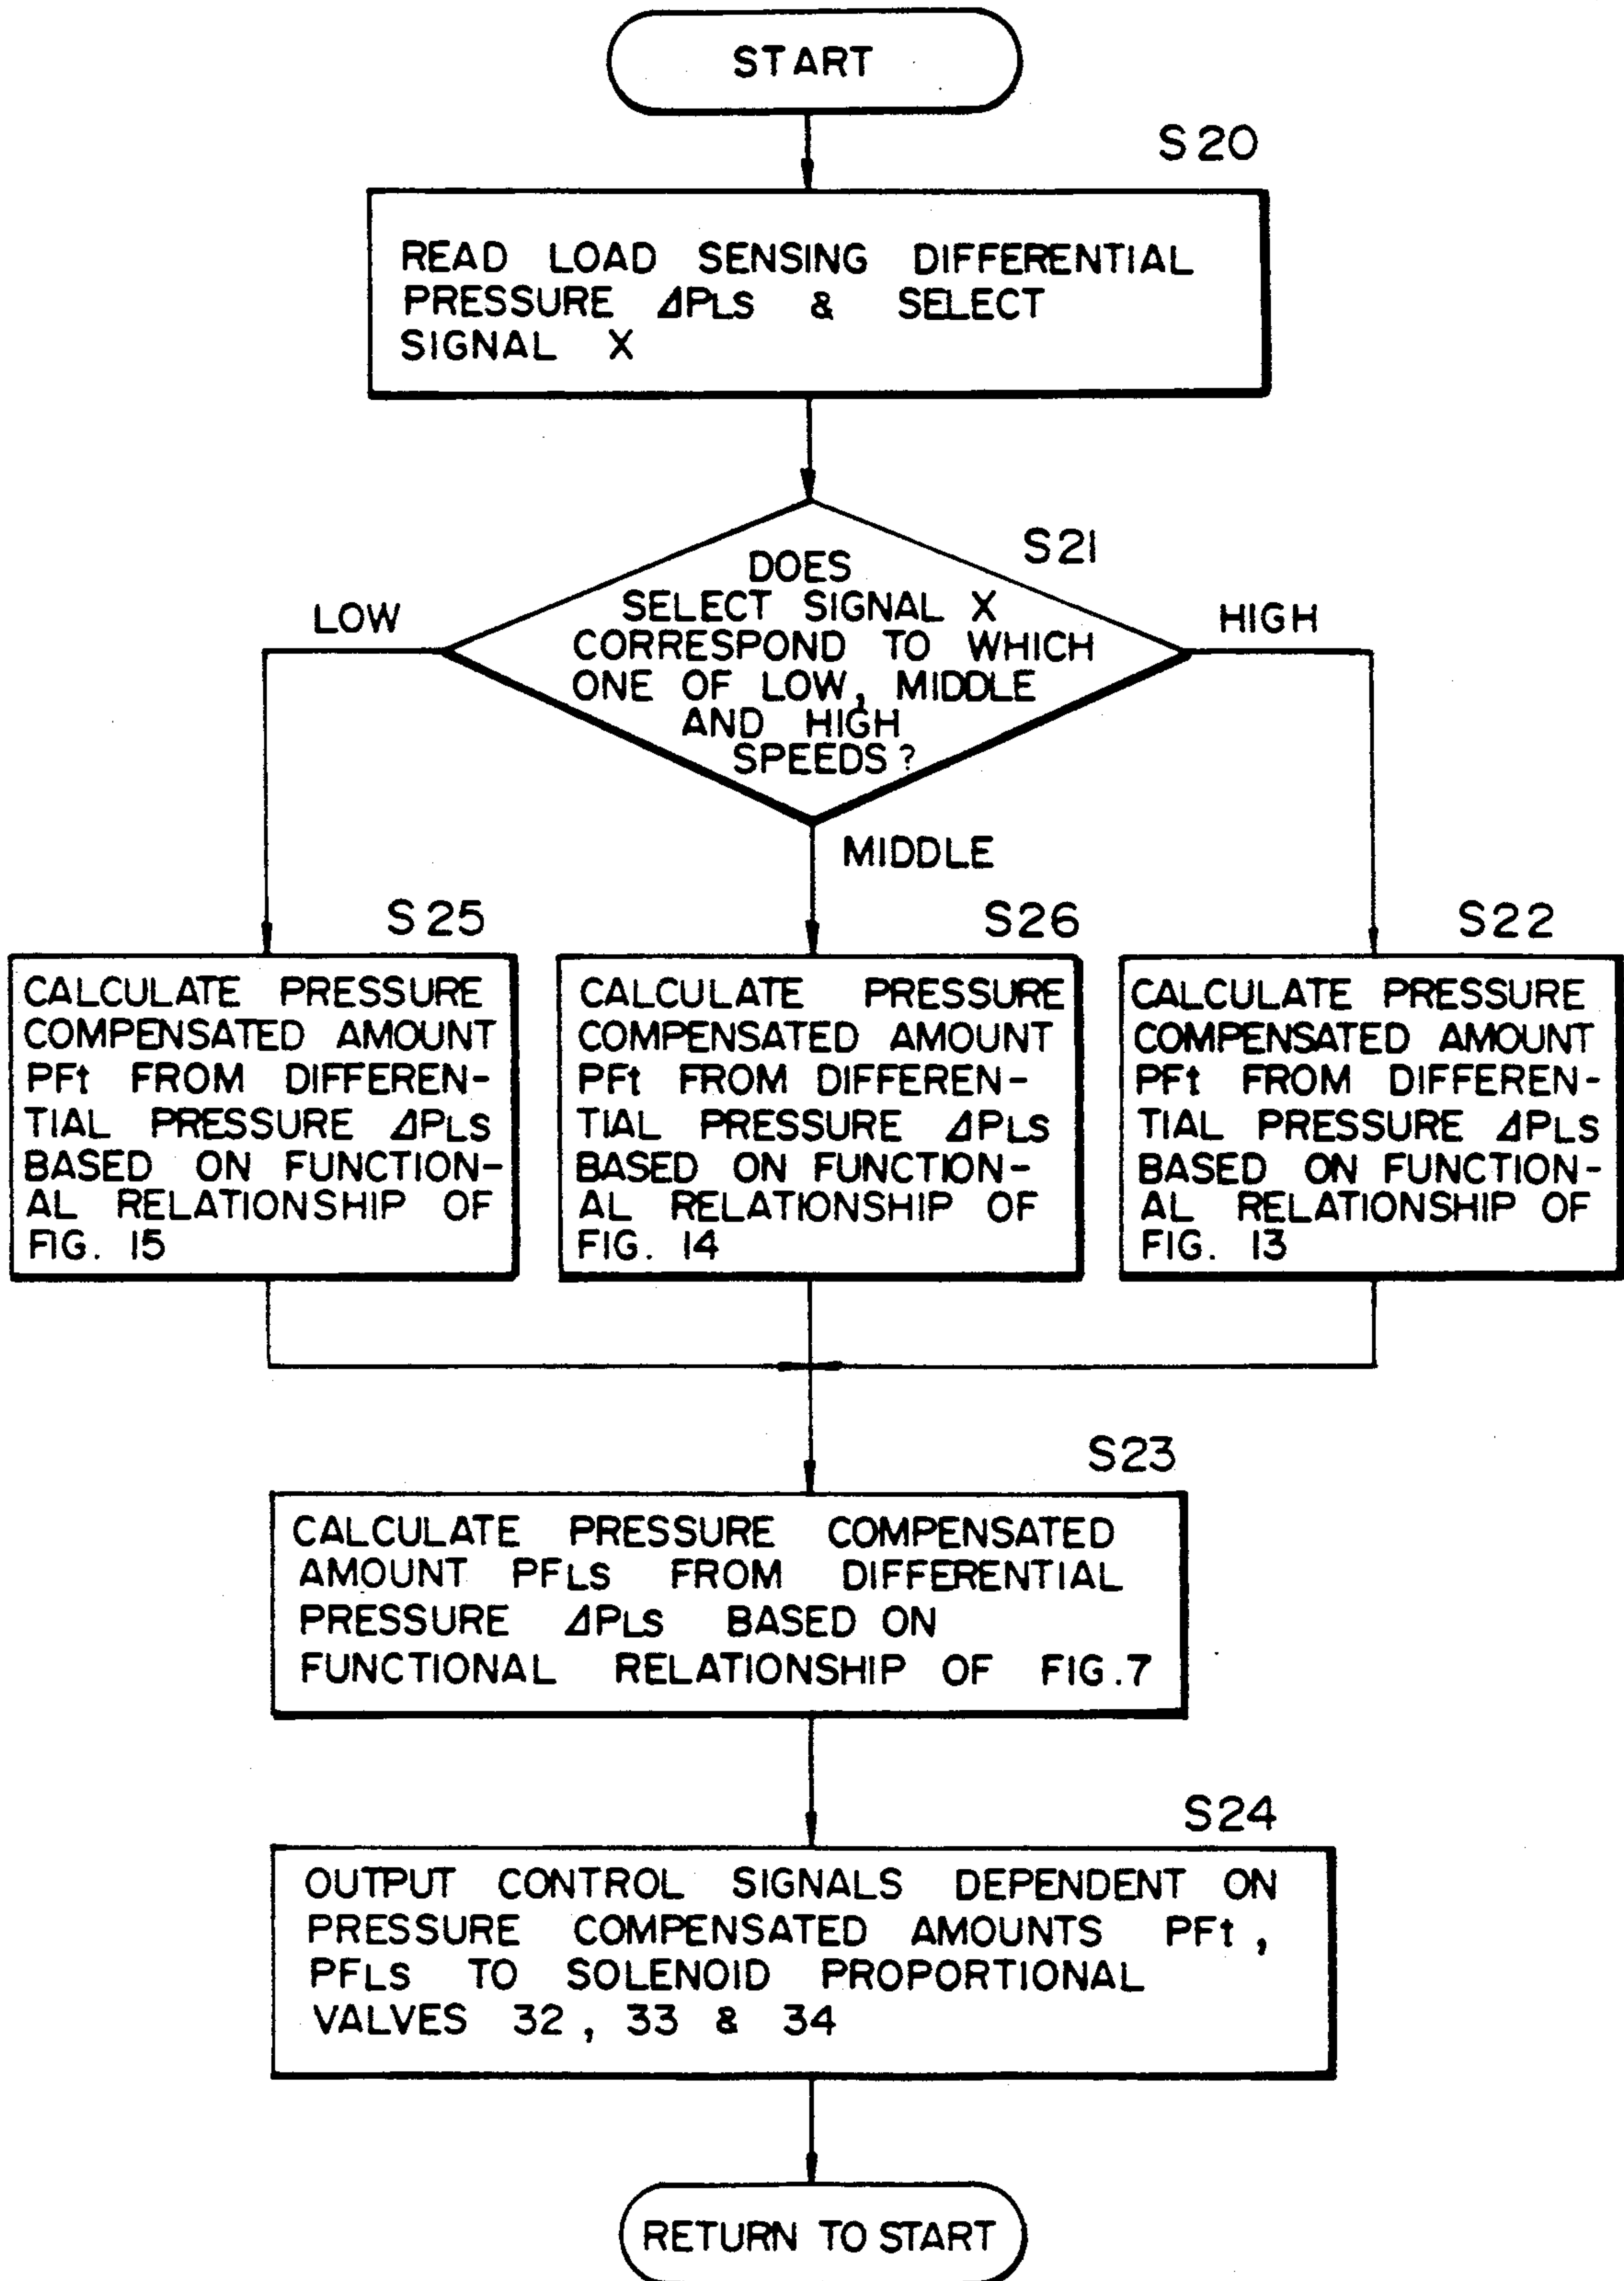 START
S20
READ LOAD SENSING DIFFERENTIAL
PRESSURE ΔPLS & SELECT
SIGNAL X
S21
DOES
SELECT SIGNAL X
CORRESPOND TO WHICH
ONE OF LOW, MIDDLE
AND HIGH
SPEEDS?
LOW
HIGH
MIDDLE
S25
CALCULATE PRESSURE
COMPENSATED AMOUNT
PFt FROM DIFFEREN-
TIAL PRESSURE ΔPLS
BASED ON FUNCTION-
AL RELATIONSHIP OF
FIG. 15
S26
CALCULATE PRESSURE
COMPENSATED AMOUNT
PFt FROM DIFFEREN-
TIAL PRESSURE ΔPLS
BASED ON FUNCTION-
AL RELATIONSHIP OF
FIG. 14
S22
CALCULATE PRESSURE
COMPENSATED AMOUNT
PFt FROM DIFFEREN-
TIAL PRESSURE ΔPLS
BASED ON FUNCTION-
AL RELATIONSHIP OF
FIG. 13
S23
CALCULATE PRESSURE COMPENSATED
AMOUNT PFLS FROM DIFFERENTIAL
PRESSURE ΔPLS BASED ON
FUNCTIONAL RELATIONSHIP OF FIG.7
S24
OUTPUT CONTROL SIGNALS DEPENDENT ON
PRESSURE COMPENSATED AMOUNTS PFt,
PFLS TO SOLENOID PROPORTIONAL
VALVES 32, 33 & 34
RETURN TO START